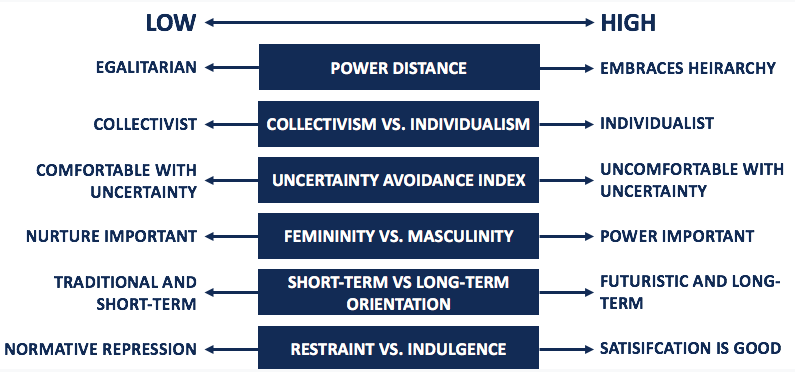 LOW HIGH
EGALITARIAN POWER DISTANCE EMBRACES HEIRARCHY
COLLECTIVIST COLLECTIVISM VS. INDIVIDUALISM INDIVIDUALIST
COMFORTABLE WITH
UNCERTAINTY
UNCERTAINTY AVOIDANCE INDEX
UNCOMFORTABLE WITH
UNCERTAINTY
NURTURE IMPORTANT FEMININITY VS. MASCULINITY POWER IMPORTANT
TRADITIONAL AND
SHORT-TERM
SHORT-TERM VS LONG-TERM
ORIENTATION
FUTURISTIC AND LONG-
TERM
NORMATIVE REPRESSION RESTRAINT VS. INDULGENCE SATISIFCATION IS GOOD